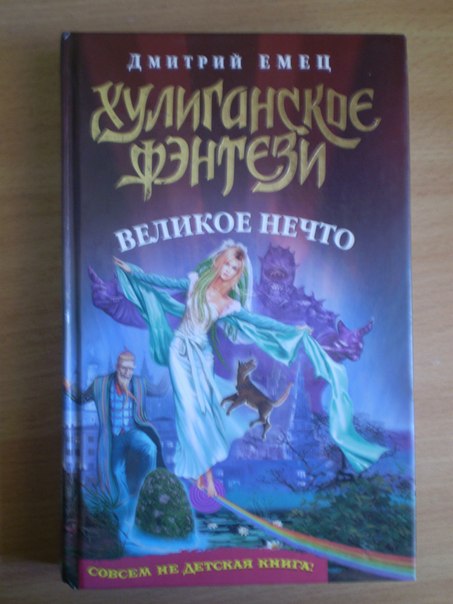 ДМИТРИЙ ЕМЕЦ
ХУЛИГАНСКОЕ
ФЭНТЕЗИ
ВЕЛИКОЕ НЕЧТО
СОВСЕМ НЕ ДЕТСКАЯ КНИГА!